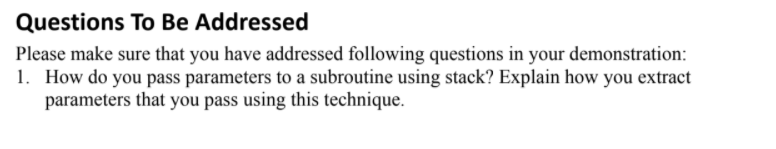 Questions To Be Addressed
Please make sure that you have addressed following questions in your demonstration:
1. How do you pass parameters to a subroutine using stack? Explain how you extract
parameters that you pass using this technique.